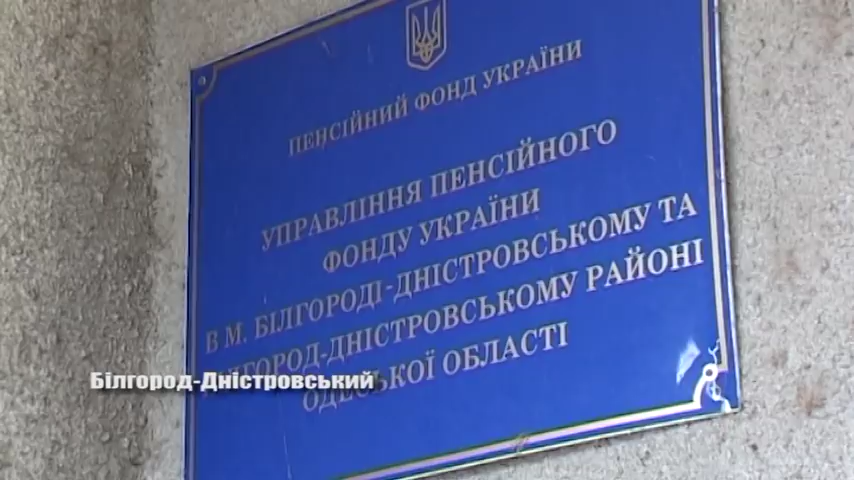 ПЕНСІЙНИЙ ФОНД УКРАЇНИ
УПРАВЛІННЯ ПЕНСІЙНОГО
ФОНДУ УКРАЇНИ
В М. БІЛГОРОДІ-ДНІСТРОВСЬКОМУ ТА
БІЛГОРОД-ДНІСТРОВСЬКОМУ РАЙОНІ
ОДЕСЬКОЇ ОБЛАСТІ
Білгород-Дністровський